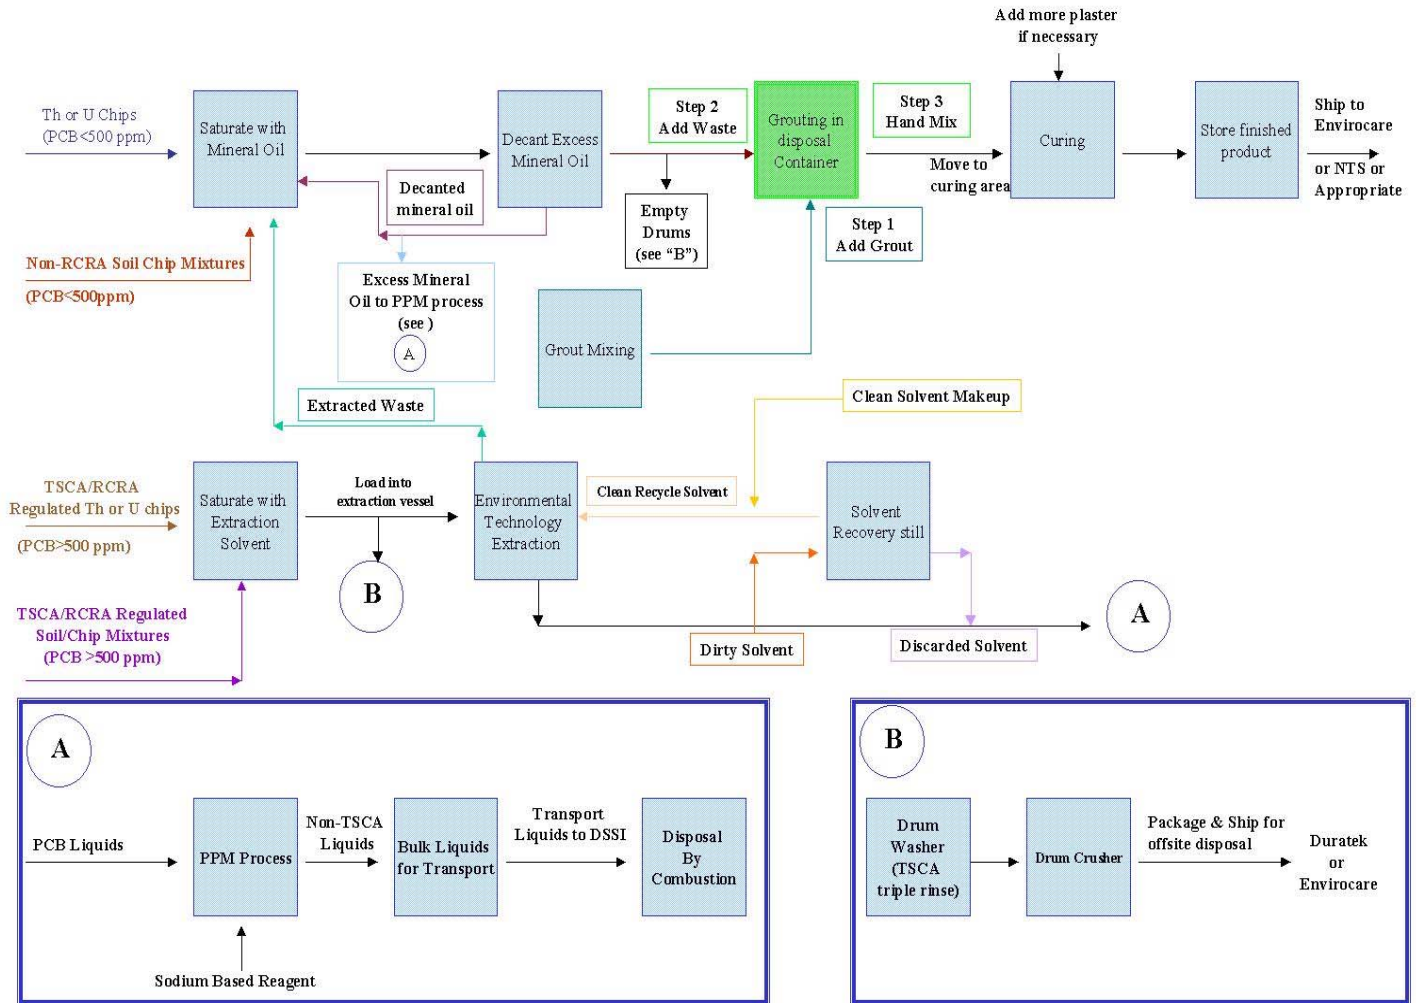 Add more plaster
if necessary
Th or U Chips
(PCB<500 ppm)
Saturate with
Mineral Oil
Decant Excess
Mineral Oil
Decanted
mineral oil
Step 2
Add Waste
Empty
Drums
(see “B”)
Grouting in
disposal
Container
Step 3
Hand Mix
Move to
curing area
Step 1
Add Grout
Curing
Store finished
product
Ship to
Envirocare
or NTS or
Appropriate
Non-RCRA Soil Chip Mixtures
(PCB<500ppm)
Excess Mineral
Oil to PPM process
(see )
A
Grout Mixing
Extracted Waste
Clean Solvent Makeup
TSCA/RCRA
Regulated Th or U chips
(PCB>500 ppm)
Saturate with
Extraction
Solvent
Load into
extraction vessel
B
Environmental
Technology
Extraction
Clean Recycle Solvent
Solvent
Recovery still
A
TSCA/RCRA Regulated
Soil/Chip Mixtures
(PCB >500 ppm)
Dirty Solvent
Discarded Solvent
A
PCB Liquids
PPM Process
Non-TSCA
Liquids
Bulk Liquids
for Transport
Transport
Liquids to DSSI
Disposal
By
Combustion
Sodium Based Reagent
B
Drum
Washer
(TSCA
triple rinse)
Drum Crusher
Package & Ship for
offsite disposal
Duratek
or
Envirocare